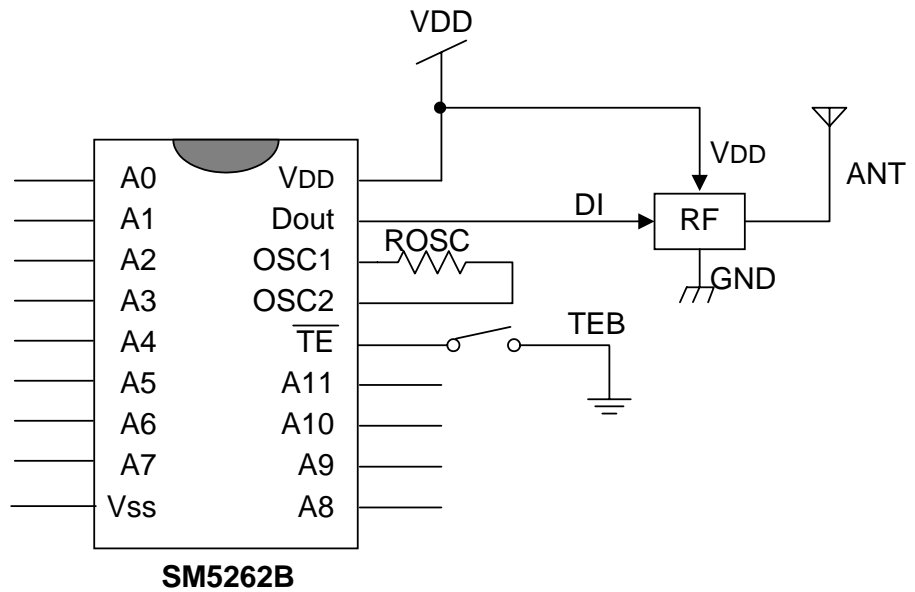 VDD
VDD
ANT
A0 VDD
A1 Dout DI RF
A2 OSC1 ROSC
A3 OSC2 GND
A4 TE TEB
A5 A11
A6 A10
A7 A9
Vss A8
SM5262B